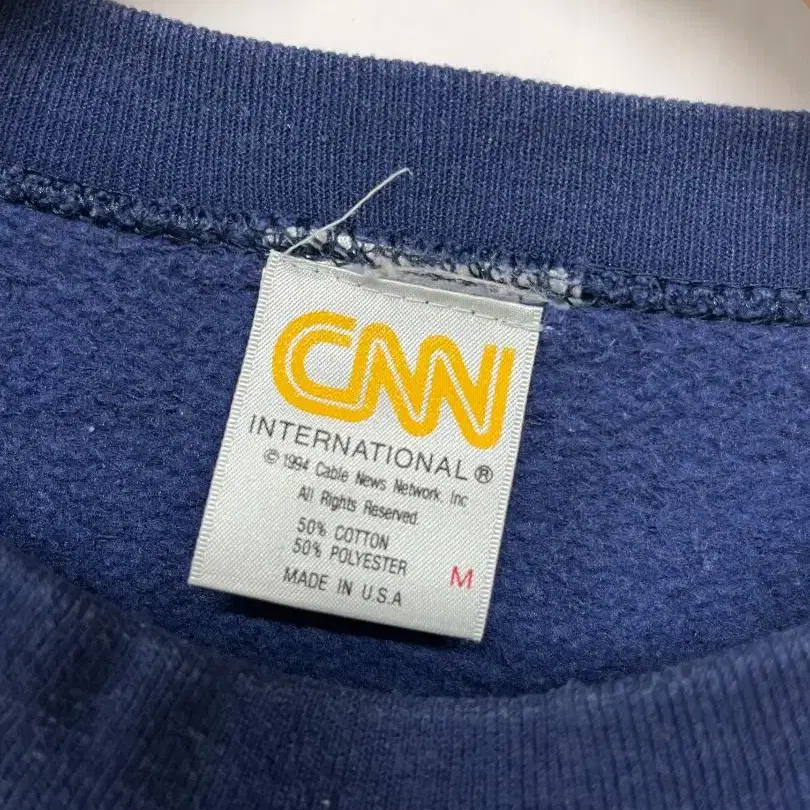 CNN
INTERNATIONAL®
© 1994 Cable News Network, Inc
All Rights Reserved
50% COTTON
50% POLYESTER
MADE IN U.S.A
M